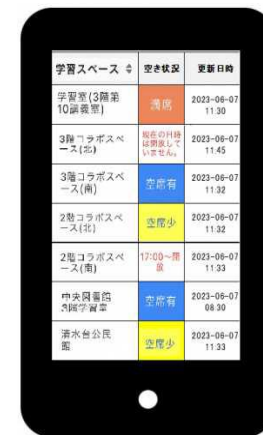 学習スペース 空き状況 更新日時
学習室(3階第 満席 2023-06-07
10講義室) 11:30
3階コラボスペ 現在の日時 2023-06-07
ース(北) は開放して 11:45
いません。
3階コラボスペ 空席有 2023-06-07
ース(南) 11:32
2階コラボスペ 空席少 2023-06-07
ース(北) 11:32
2階コラボスペ 17:00～開 2023-06-07
ース(南) 放 11:33
中央図書館 空席有 2023-06-07
3階学習室 08:30
清水台公民 空席少 2023-06-07
館 11:33